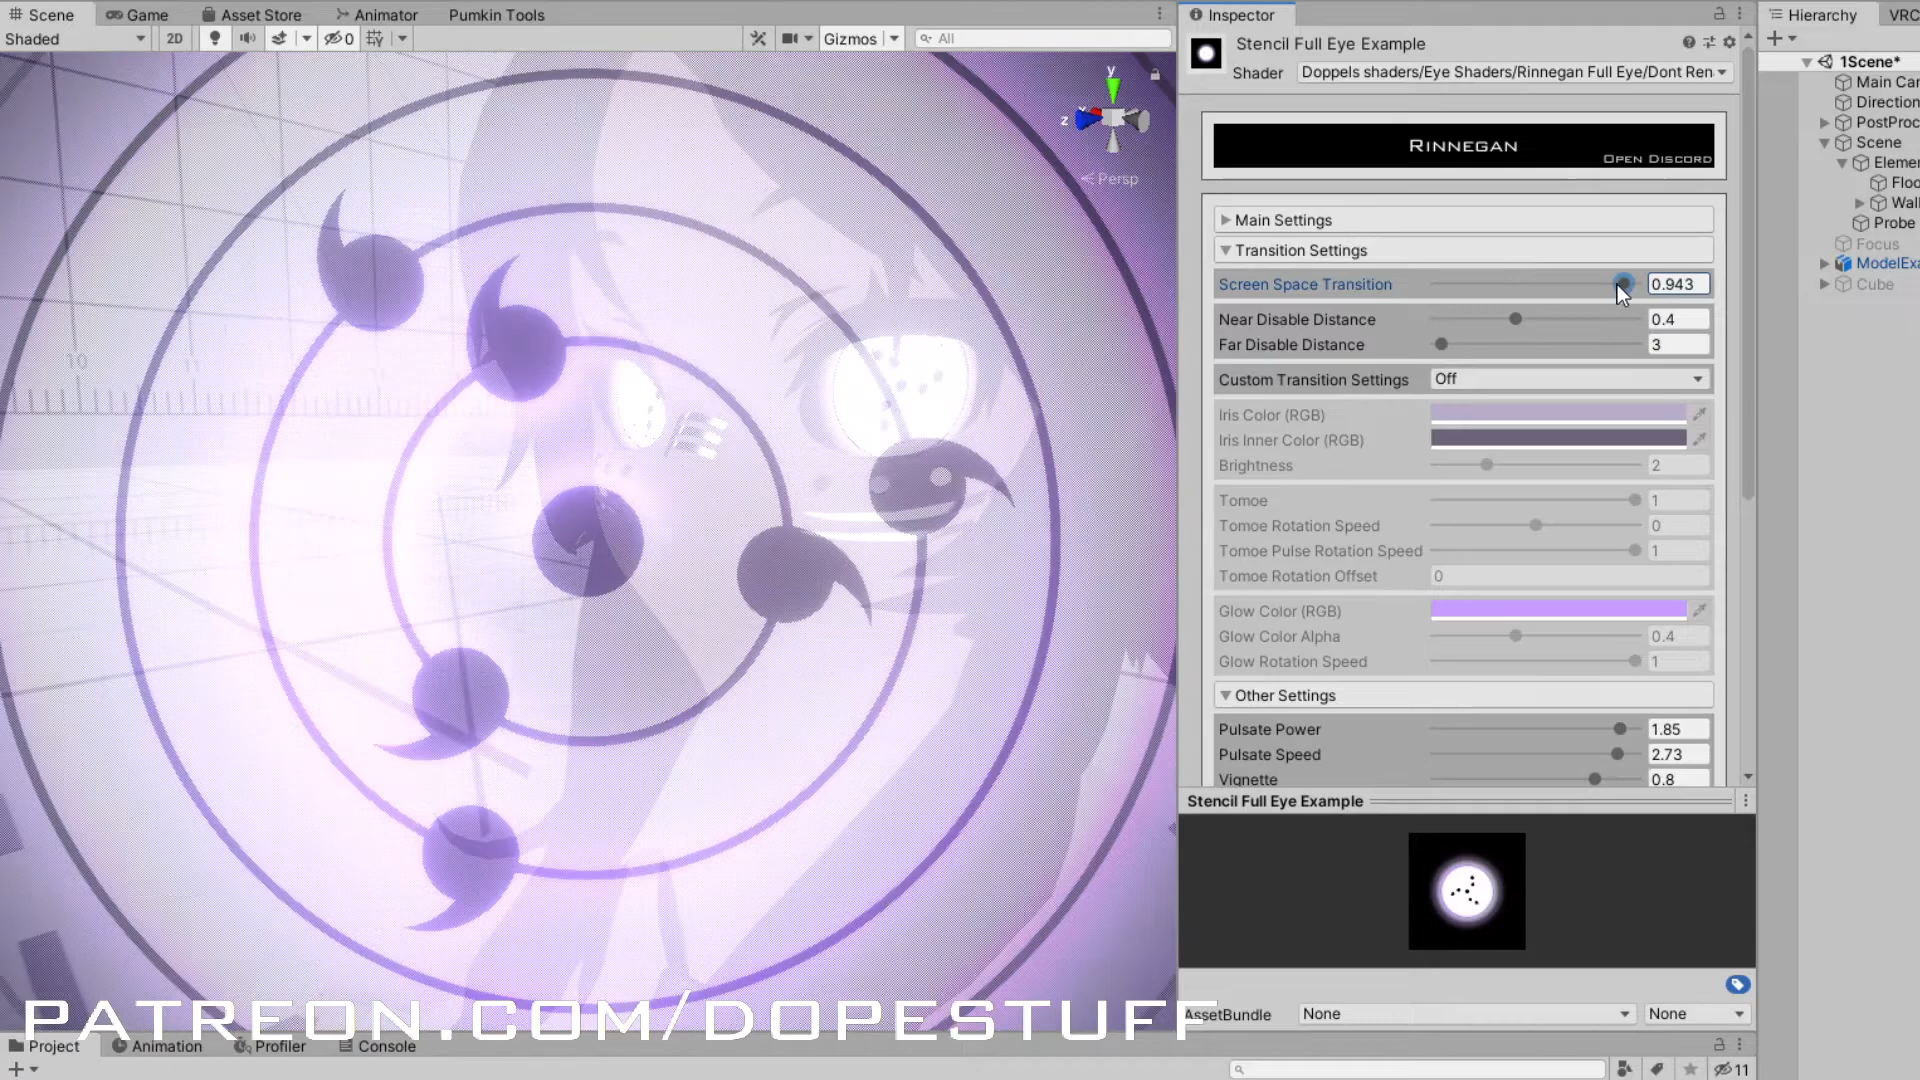 Scene
Game
Asset Store
Animator
Pumkin Tools
Shaded
2D
0
Gizmos
All
y
z
Persp
10
11
PATREON.COM/DOPESTUFF
Inspector
Stencil Full Eye Example
Shader
Doppels shaders/Eye Shaders/Rinnegan Full Eye/Dont Ren
Rinnegan
Open Discord
Main Settings
Transition Settings
Screen Space Transition 0.943
Near Disable Distance 0.4
Far Disable Distance 3
Custom Transition Settings Off
Iris Color (RGB)
Iris Inner Color (RGB)
Brightness 2
Tomoe 1
Tomoe Rotation Speed 0
Tomoe Pulse Rotation Speed 1
Tomoe Rotation Offset 0
Glow Color (RGB)
Glow Color Alpha 0.4
Glow Rotation Speed 1
Other Settings
Pulsate Power 1.85
Pulsate Speed 2.73
Vignette 0.8
Stencil Full Eye Example
AssetBundle None None
Hierarchy
VRC
1Scene*
Main Car
Direction
PostProc
Scene
Elemen
Floo
Wall
Probe
Focus
ModelExa
Cube
Project
Animation
Profiler
Console
11